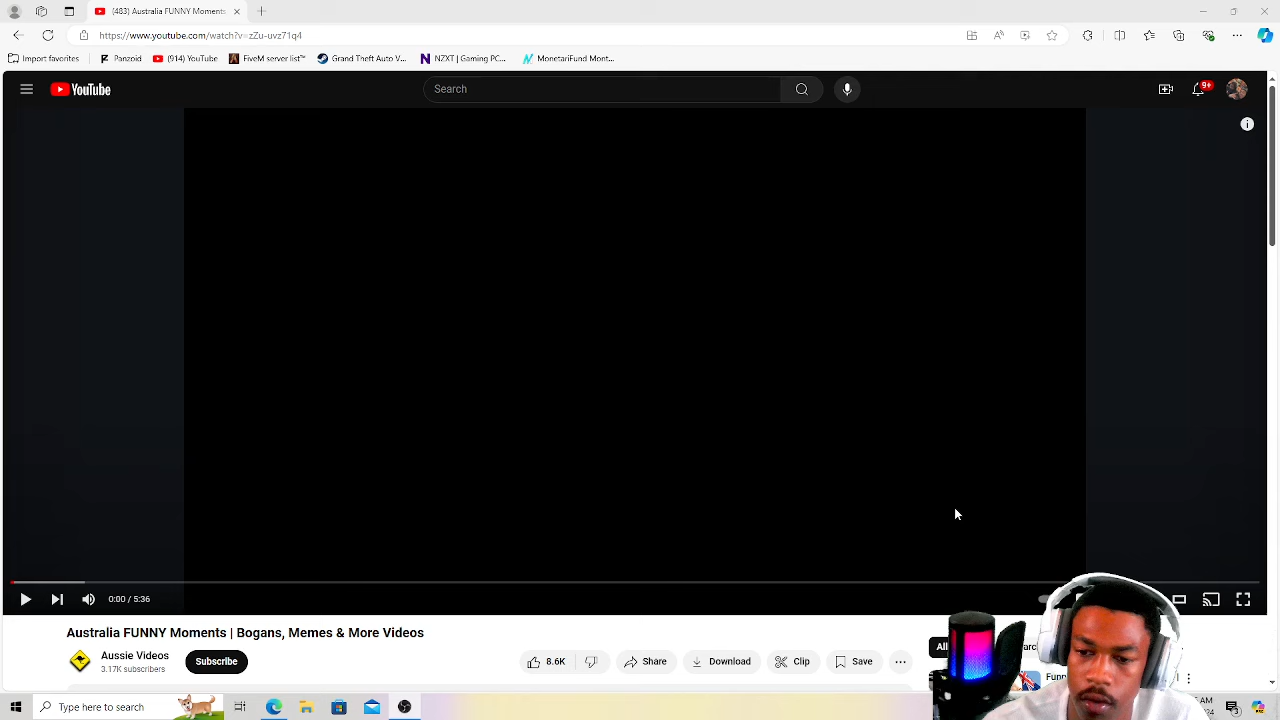 (483) Australia FUNNY Moments
https://www.youtube.com/watch?v=zZu-uvz71q4
Import favorites
Panzoid
(914) YouTube
FiveM server list™
Grand Theft Auto V...
NZXT | Gaming PC...
MonetariFund Mont...
YouTube
Search
9+
0:00 / 5:36
Australia FUNNY Moments | Bogans, Memes & More Videos
Aussie Videos
3.17K subscribers
Subscribe
8.6K
Share
Download
Clip
Save
All
Type here to search